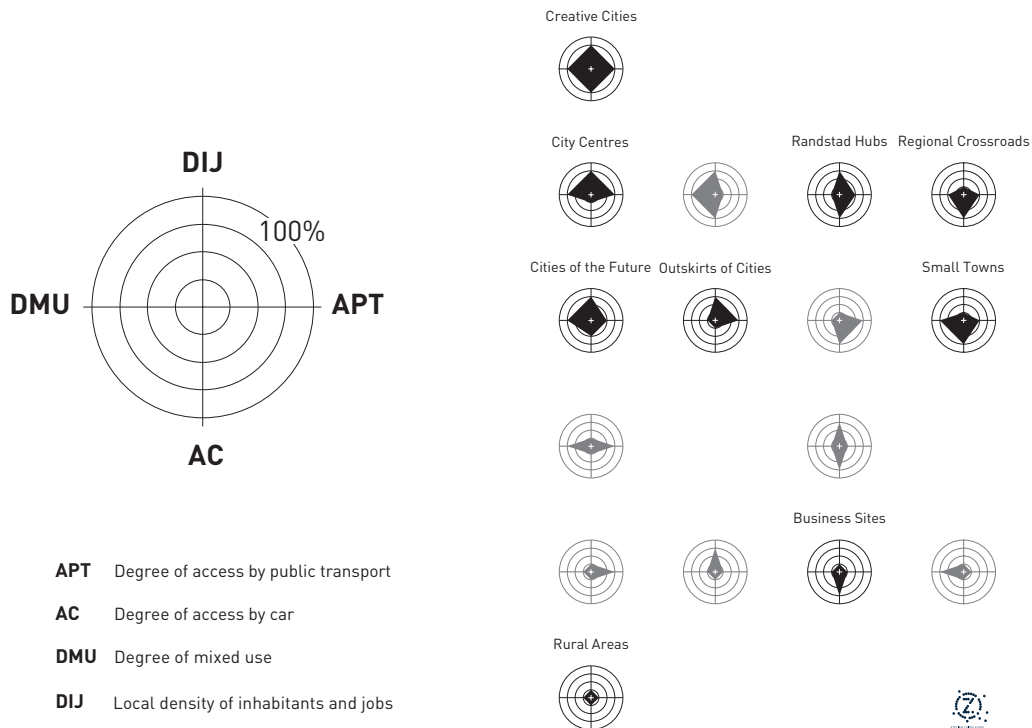 DIJ
100%
DMU
APT
AC
APT Degree of access by public transport
AC Degree of access by car
DMU Degree of mixed use
DIJ Local density of inhabitants and jobs
Creative Cities
City Centres
Randstad Hubs
Regional Crossroads
Cities of the Future
Outskirts of Cities
Small Towns
Business Sites
Rural Areas
Z